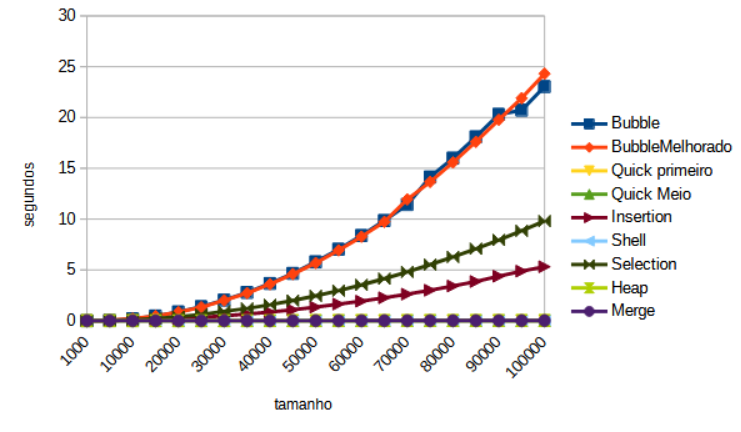 30
25
20
15
10
5
0
segundos
1000
10000
20000
30000
40000
50000
60000
70000
80000
90000
100000
tamanho
Bubble
BubbleMelhorado
Quick primeiro
Quick Meio
Insertion
Shell
Selection
Heap
Merge